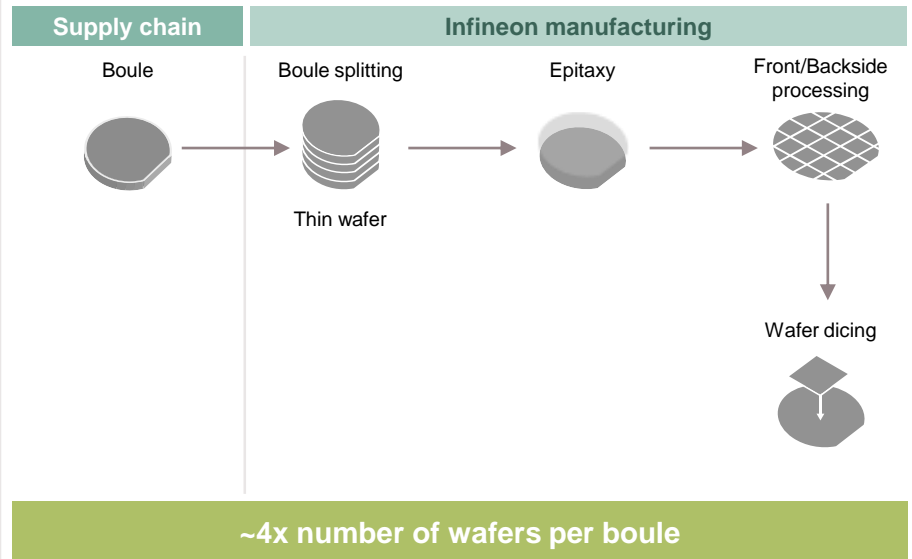 Supply chain
Infineon manufacturing
Boule
Boule splitting
Epitaxy
Front/Backside
processing
Thin wafer
Wafer dicing
~4x number of wafers per boule